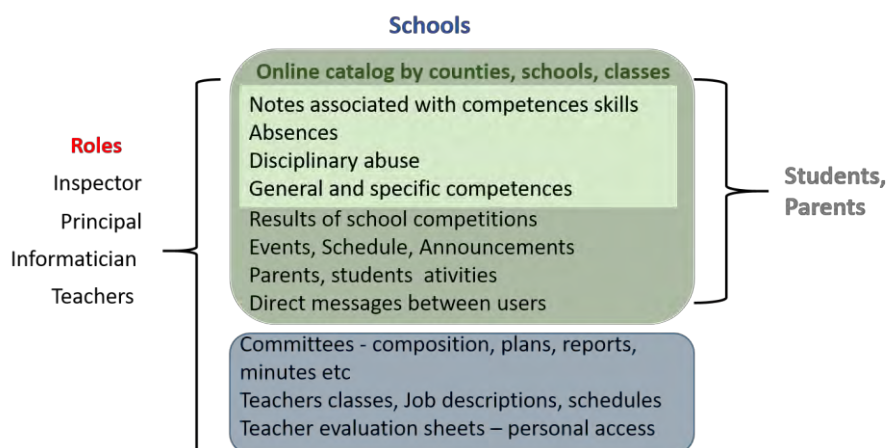 Schools
Online catalog by counties, schools, classes
Notes associated with competences skills
Absences
Disciplinary abuse
General and specific competences
Results of school competitions
Events, Schedule, Announcements
Parents, students ativities
Direct messages between users
Committees - composition, plans, reports,
minutes etc
Teachers classes, Job descriptions, schedules
Teacher evaluation sheets – personal access
Roles
Inspector
Principal
Informatician
Teachers
Students,
Parents